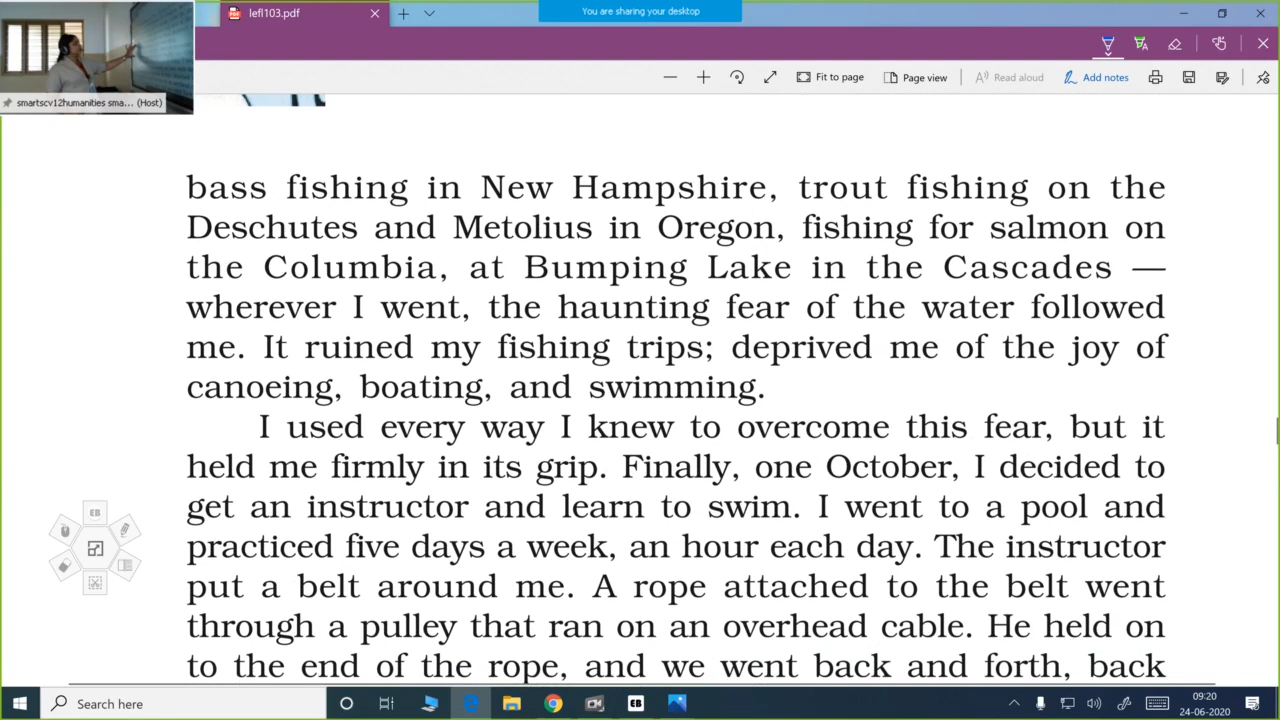 lefl103.pdf
You are sharing your desktop
Fit to page
Page view
Read aloud
Add notes
smartscv12humanities sma... (Host)
bass fishing in New Hampshire, trout fishing on the
Deschutes and Metolius in Oregon, fishing for salmon on
the Columbia, at Bumping Lake in the Cascades —
wherever I went, the haunting fear of the water followed
me. It ruined my fishing trips; deprived me of the joy of
canoeing, boating, and swimming.
I used every way I knew to overcome this fear, but it
held me firmly in its grip. Finally, one October, I decided to
get an instructor and learn to swim. I went to a pool and
practiced five days a week, an hour each day. The instructor
put a belt around me. A rope attached to the belt went
through a pulley that ran on an overhead cable. He held on
to the end of the rope, and we went back and forth, back
EB
Type here to search